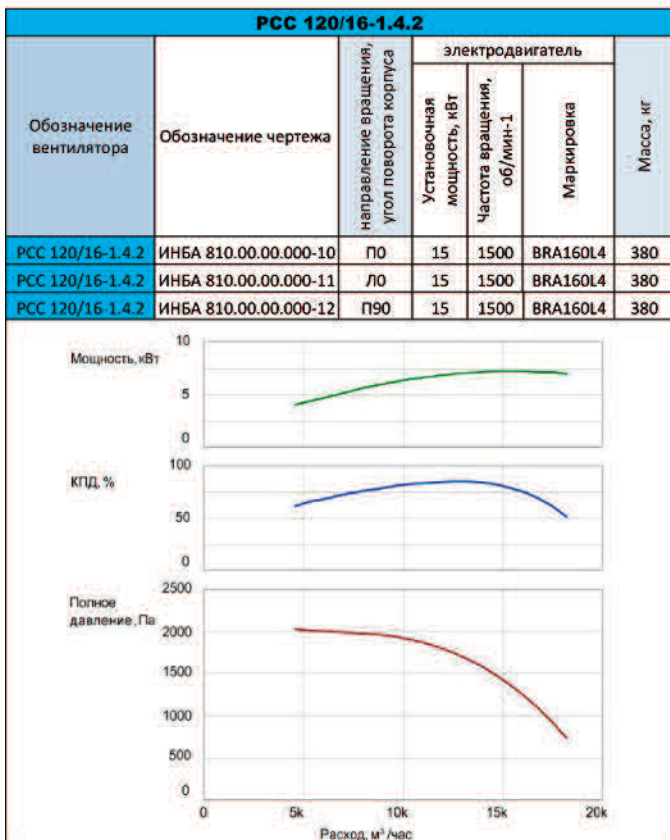 РСС 120/16-1.4.2
Обозначение
вентилятора
Обозначение чертежа
направление вращения,
угол поворота корпуса
электродвигатель
Установочная
мощность, кВт
Частота вращения,
об/мин-1
Маркировка
Масса, кг
РСС 120/16-1.4.2 ИНБА 810.00.00.000-10 П0 15 1500 BRA160L4 380
РСС 120/16-1.4.2 ИНБА 810.00.00.000-11 Л0 15 1500 BRA160L4 380
РСС 120/16-1.4.2 ИНБА 810.00.00.000-12 П90 15 1500 BRA160L4 380
10
Мощность, кВт
5
0
100
КПД, %
50
0
2500
Полное
давление, Па
2000
1500
1000
500
0
0 5k 10k 15k 20k
Расход, м³/час